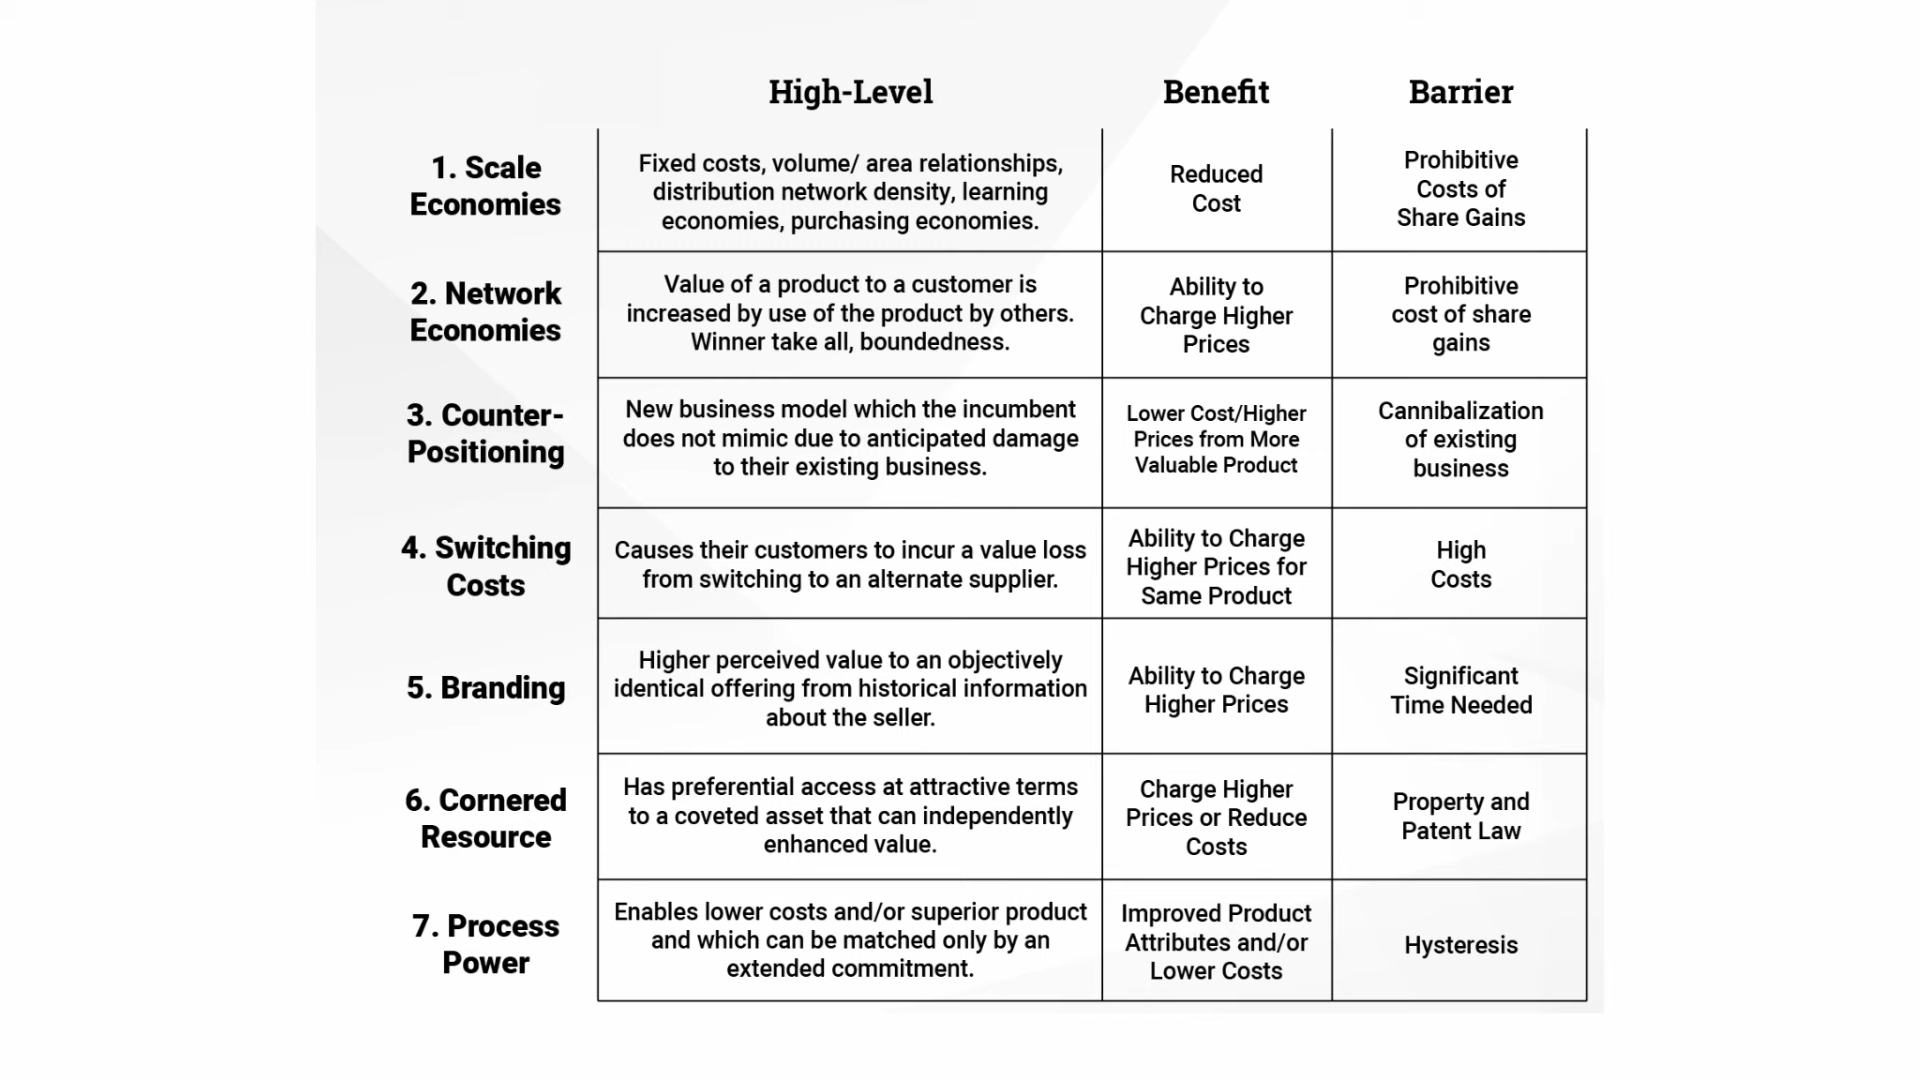 High-Level
Benefit
Barrier
1. Scale
Economies
Fixed costs, volume/ area relationships,
distribution network density, learning
economies, purchasing economies.
Reduced
Cost
Prohibitive
Costs of
Share Gains
2. Network
Economies
Value of a product to a customer is
increased by use of the product by others.
Winner take all, boundedness.
Ability to
Charge Higher
Prices
Prohibitive
cost of share
gains
3. Counter-
Positioning
New business model which the incumbent
does not mimic due to anticipated damage
to their existing business.
Lower Cost/Higher
Prices from More
Valuable Product
Cannibalization
of existing
business
4. Switching
Costs
Causes their customers to incur a value loss
from switching to an alternate supplier.
Ability to Charge
Higher Prices for
Same Product
High
Costs
5. Branding
Higher perceived value to an objectively
identical offering from historical information
about the seller.
Ability to Charge
Higher Prices
Significant
Time Needed
6. Cornered
Resource
Has preferential access at attractive terms
to a coveted asset that can independently
enhanced value.
Charge Higher
Prices or Reduce
Costs
Property and
Patent Law
7. Process
Power
Enables lower costs and/or superior product
and which can be matched only by an
extended commitment.
Improved Product
Attributes and/or
Lower Costs
Hysteresis